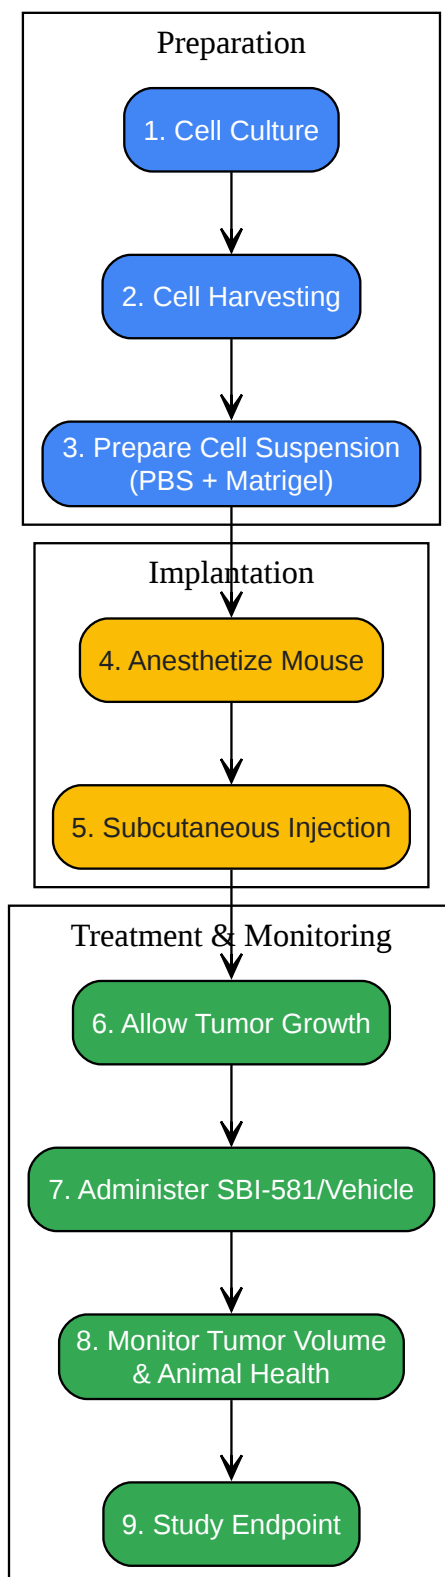 Preparation
1. Cell Culture
2. Cell Harvesting
3. Prepare Cell Suspension
(PBS + Matrigel)
Implantation
4. Anesthetize Mouse
5. Subcutaneous Injection
Treatment & Monitoring
6. Allow Tumor Growth
7. Administer SBI-581/Vehicle
8. Monitor Tumor Volume
& Animal Health
9. Study Endpoint